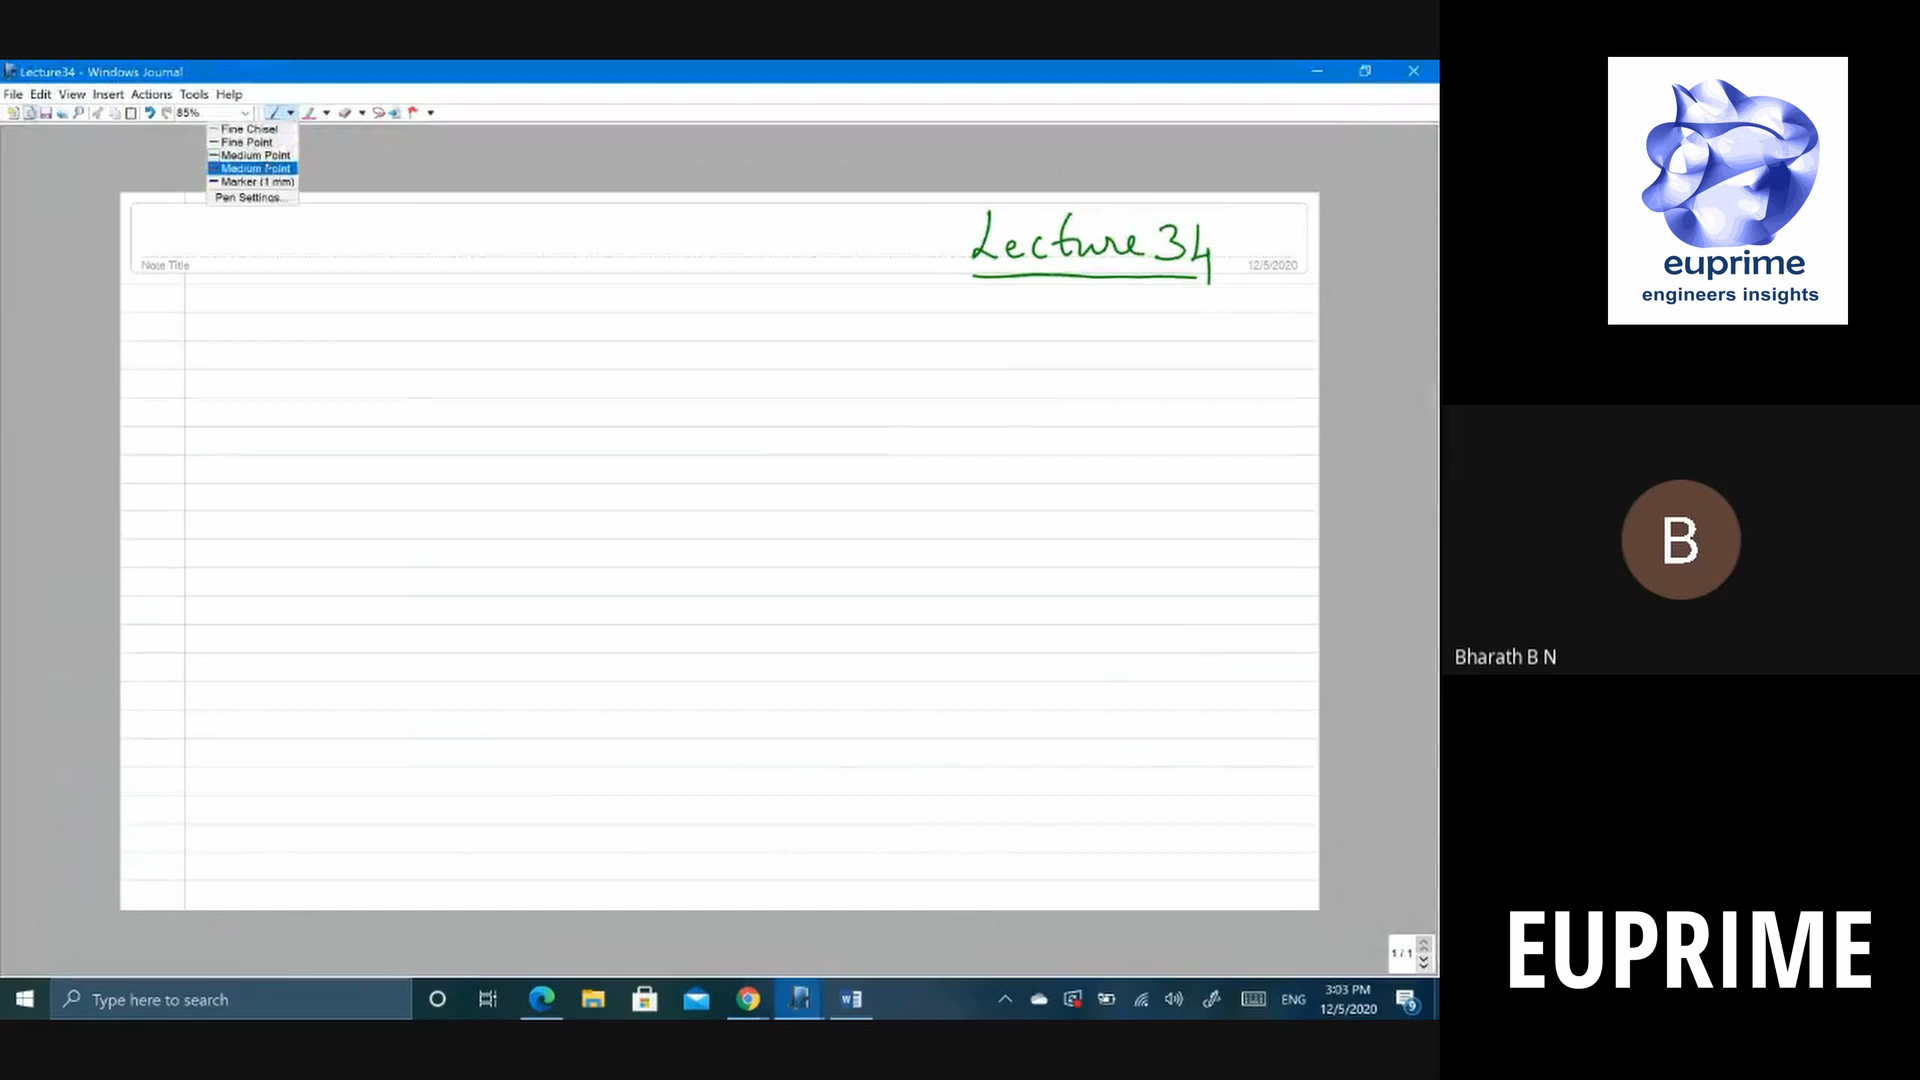 Lecture34 - Windows Journal
File Edit View Insert Actions Tools Help
85%
Fine Chisel
Fine Point
Medium Point
Medium Point
Marker (1 mm)
Pen Settings...
Lecture 34
Note Title
12/5/2020
euprime
engineers insights
B
Bharath B N
EUPRIME
1 / 1
Type here to search
ENG
3:03 PM
12/5/2020
9